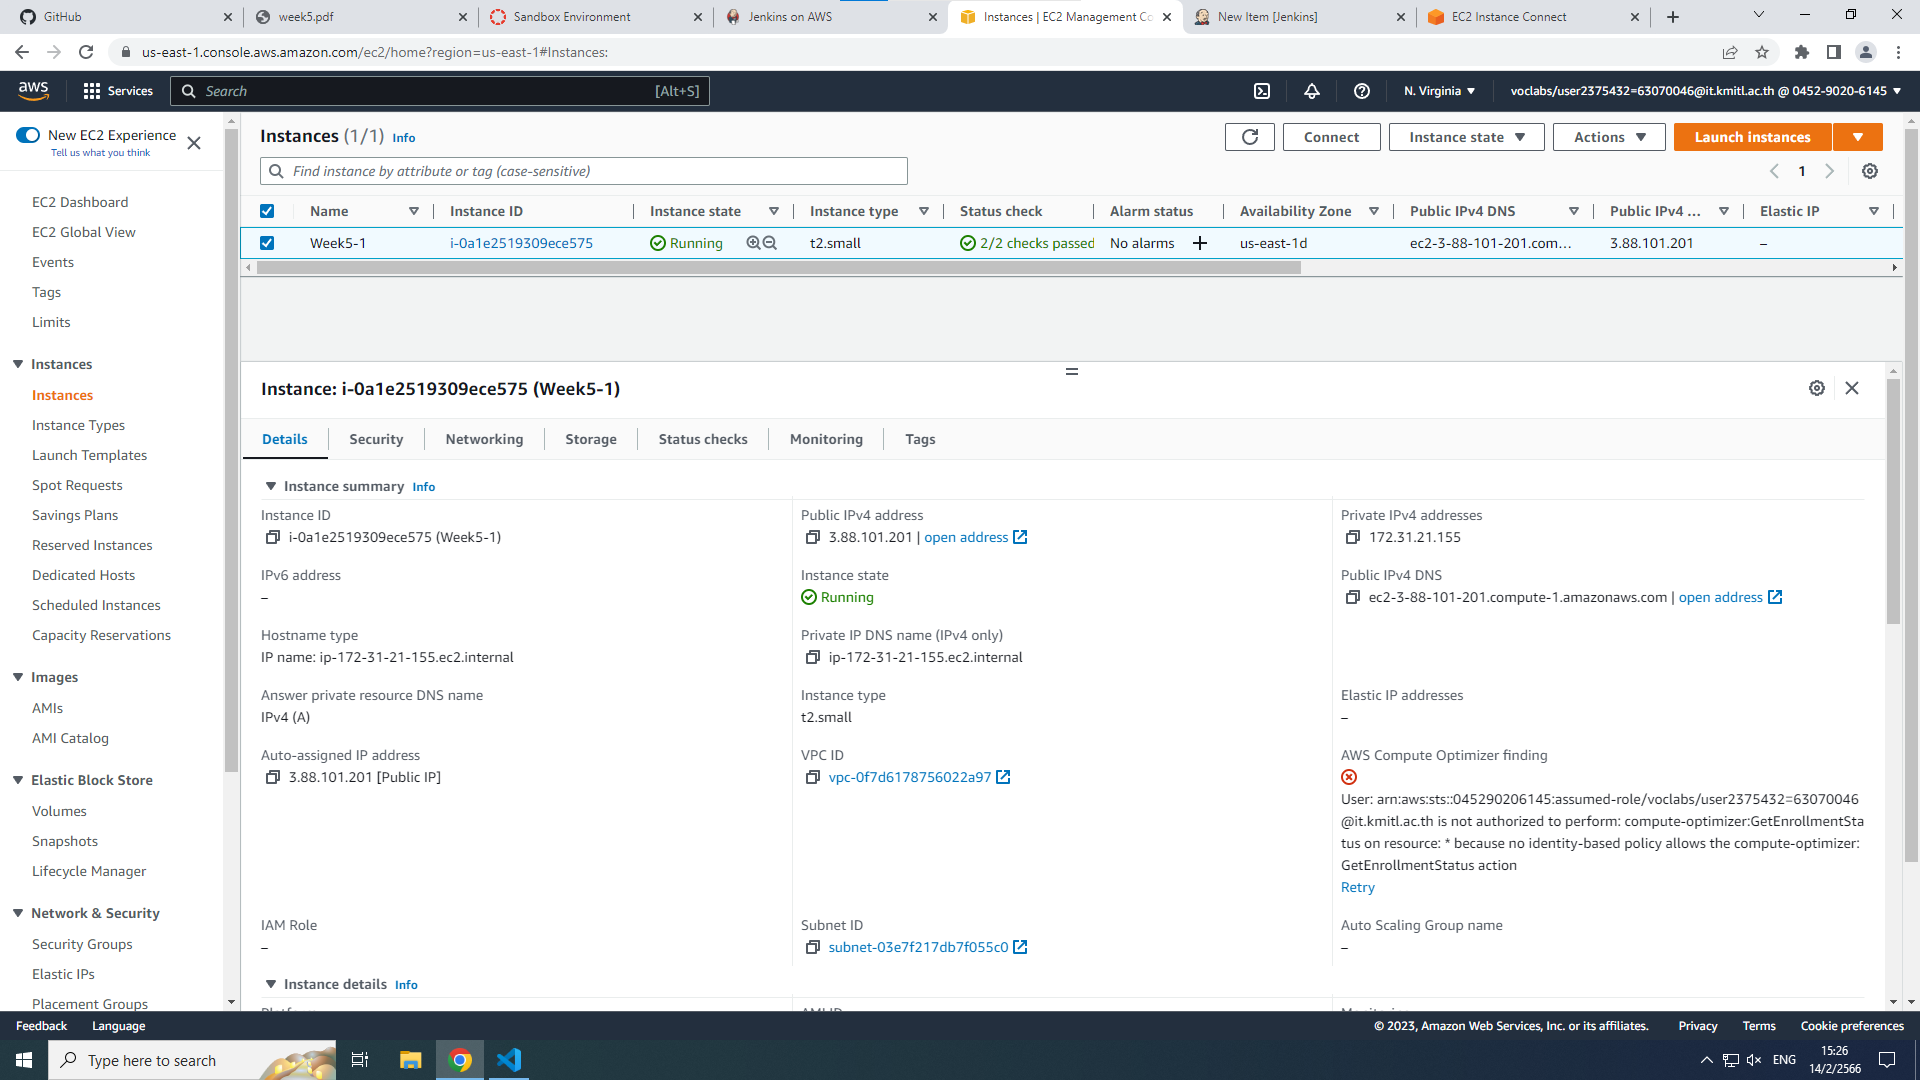 GitHub
week5.pdf
Sandbox Environment
Jenkins on AWS
Instances | EC2 Management Co
New Item [Jenkins]
EC2 Instance Connect
us-east-1.console.aws.amazon.com/ec2/home?region=us-east-1#Instances:
aws
Services
Search
[Alt+S]
N. Virginia
voclabs/user2375432=63070046@it.kmitl.ac.th @ 0452-9020-6145
New EC2 Experience
Tell us what you think
EC2 Dashboard
EC2 Global View
Events
Tags
Limits
Instances
Instances
Instance Types
Launch Templates
Spot Requests
Savings Plans
Reserved Instances
Dedicated Hosts
Scheduled Instances
Capacity Reservations
Images
AMIs
AMI Catalog
Elastic Block Store
Volumes
Snapshots
Lifecycle Manager
Network & Security
Security Groups
Elastic IPs
Placement Groups
Instances (1/1) Info
Connect
Instance state
Actions
Launch instances
Find instance by attribute or tag (case-sensitive)
1
Name
Instance ID
Instance state
Instance type
Status check
Alarm status
Availability Zone
Public IPv4 DNS
Public IPv4 ...
Elastic IP
Week5-1
i-0a1e2519309ece575
Running
t2.small
2/2 checks passed
No alarms
us-east-1d
ec2-3-88-101-201.com...
3.88.101.201
–
Instance: i-0a1e2519309ece575 (Week5-1)
Details
Security
Networking
Storage
Status checks
Monitoring
Tags
Instance summary Info
Instance ID
i-0a1e2519309ece575 (Week5-1)
Public IPv4 address
3.88.101.201 | open address
Private IPv4 addresses
172.31.21.155
IPv6 address
–
Instance state
Running
Public IPv4 DNS
ec2-3-88-101-201.compute-1.amazonaws.com | open address
Hostname type
IP name: ip-172-31-21-155.ec2.internal
Private IP DNS name (IPv4 only)
ip-172-31-21-155.ec2.internal
Answer private resource DNS name
IPv4 (A)
Instance type
t2.small
Elastic IP addresses
–
Auto-assigned IP address
3.88.101.201 [Public IP]
VPC ID
vpc-0f7d6178756022a97
AWS Compute Optimizer finding
User: arn:aws:sts::045290206145:assumed-role/voclabs/user2375432=63070046
@it.kmitl.ac.th is not authorized to perform: compute-optimizer:GetEnrollmentSta
tus on resource: * because no identity-based policy allows the compute-optimizer:
GetEnrollmentStatus action
Retry
IAM Role
–
Subnet ID
subnet-03e7f217db7f055c0
Auto Scaling Group name
–
Instance details Info
Feedback
Language
© 2023, Amazon Web Services, Inc. or its affiliates.
Privacy
Terms
Cookie preferences
Type here to search
ENG
15:26
14/2/2566